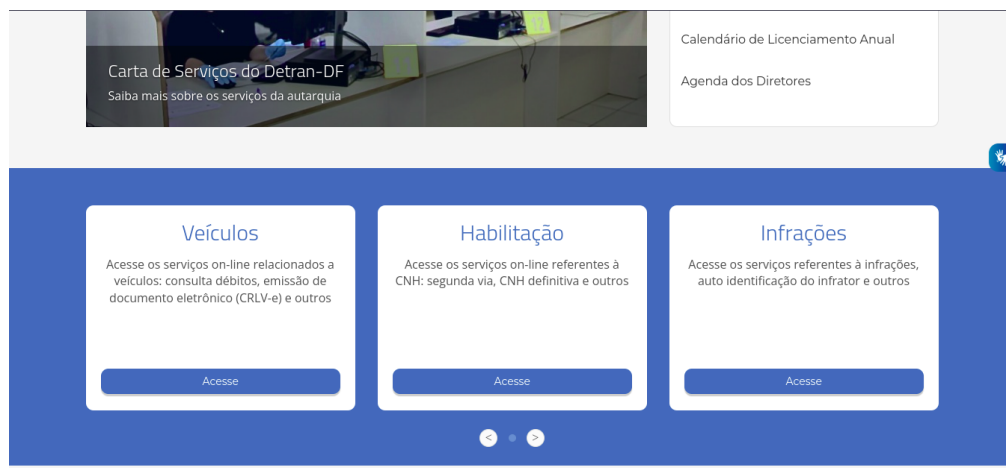 Carta de Serviços do Detran-DF
Saiba mais sobre os serviços da autarquia
Calendário de Licenciamento Anual
Agenda dos Diretores
Veículos
Acesse os serviços on-line relacionados a
veículos: consulta débitos, emissão de
documento eletrônico (CRLV-e) e outros
Acesse
Habilitação
Acesse os serviços on-line referentes à
CNH: segunda via, CNH definitiva e outros
Acesse
Infrações
Acesse os serviços referentes à infrações,
auto identificação do infrator e outros
Acesse
< >